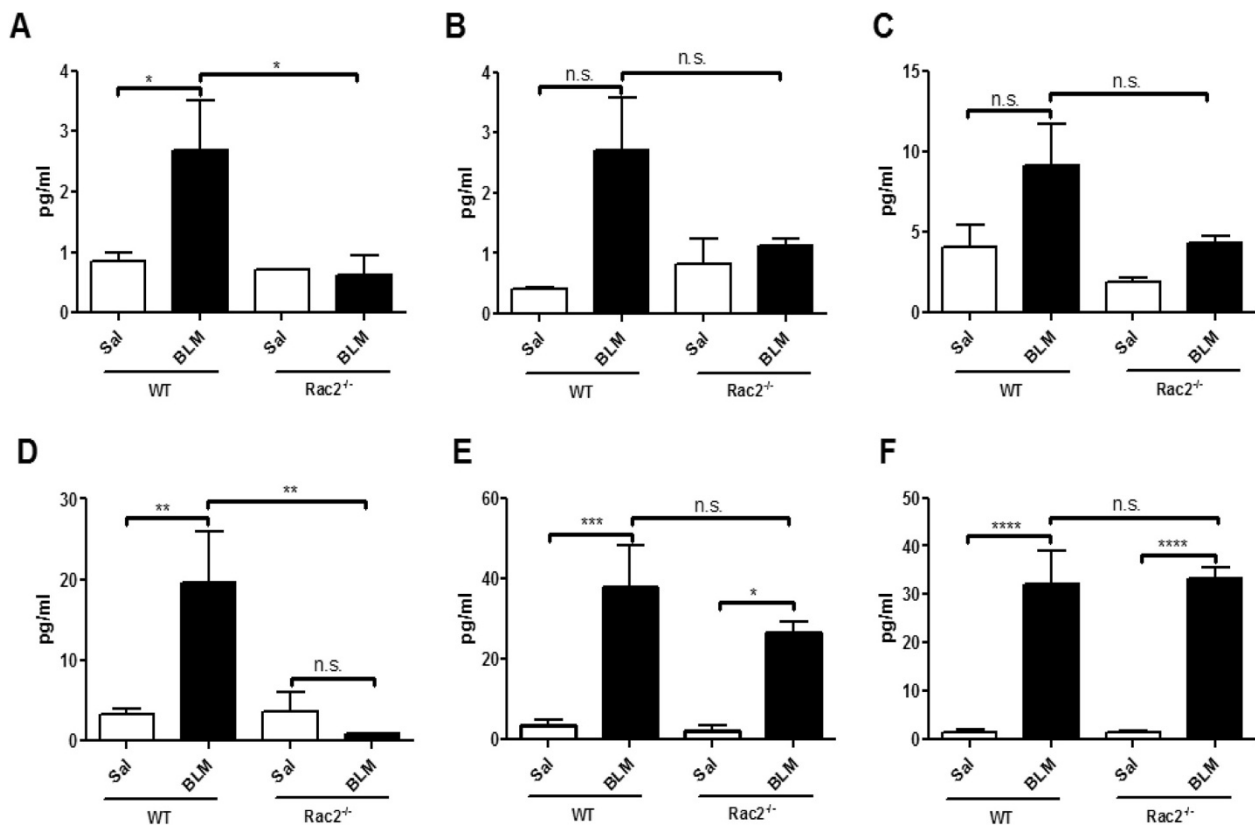 A
pg/ml
4
3
2
1
0
*
*
Sal
BLM
Sal
BLM
WT
Rac2-/-
B
pg/ml
4
3
2
1
0
n.s.
n.s.
Sal
BLM
Sal
BLM
WT
Rac2-/-
C
pg/ml
15
10
5
0
n.s.
n.s.
Sal
BLM
Sal
BLM
WT
Rac2-/-
D
pg/ml
30
20
10
0
**
**
n.s.
Sal
BLM
Sal
BLM
WT
Rac2-/-
E
pg/ml
60
40
20
0
***
n.s.
*
Sal
BLM
Sal
BLM
WT
Rac2-/-
F
pg/ml
50
40
30
20
10
0
****
n.s.
****
Sal
BLM
Sal
BLM
WT
Rac2-/-